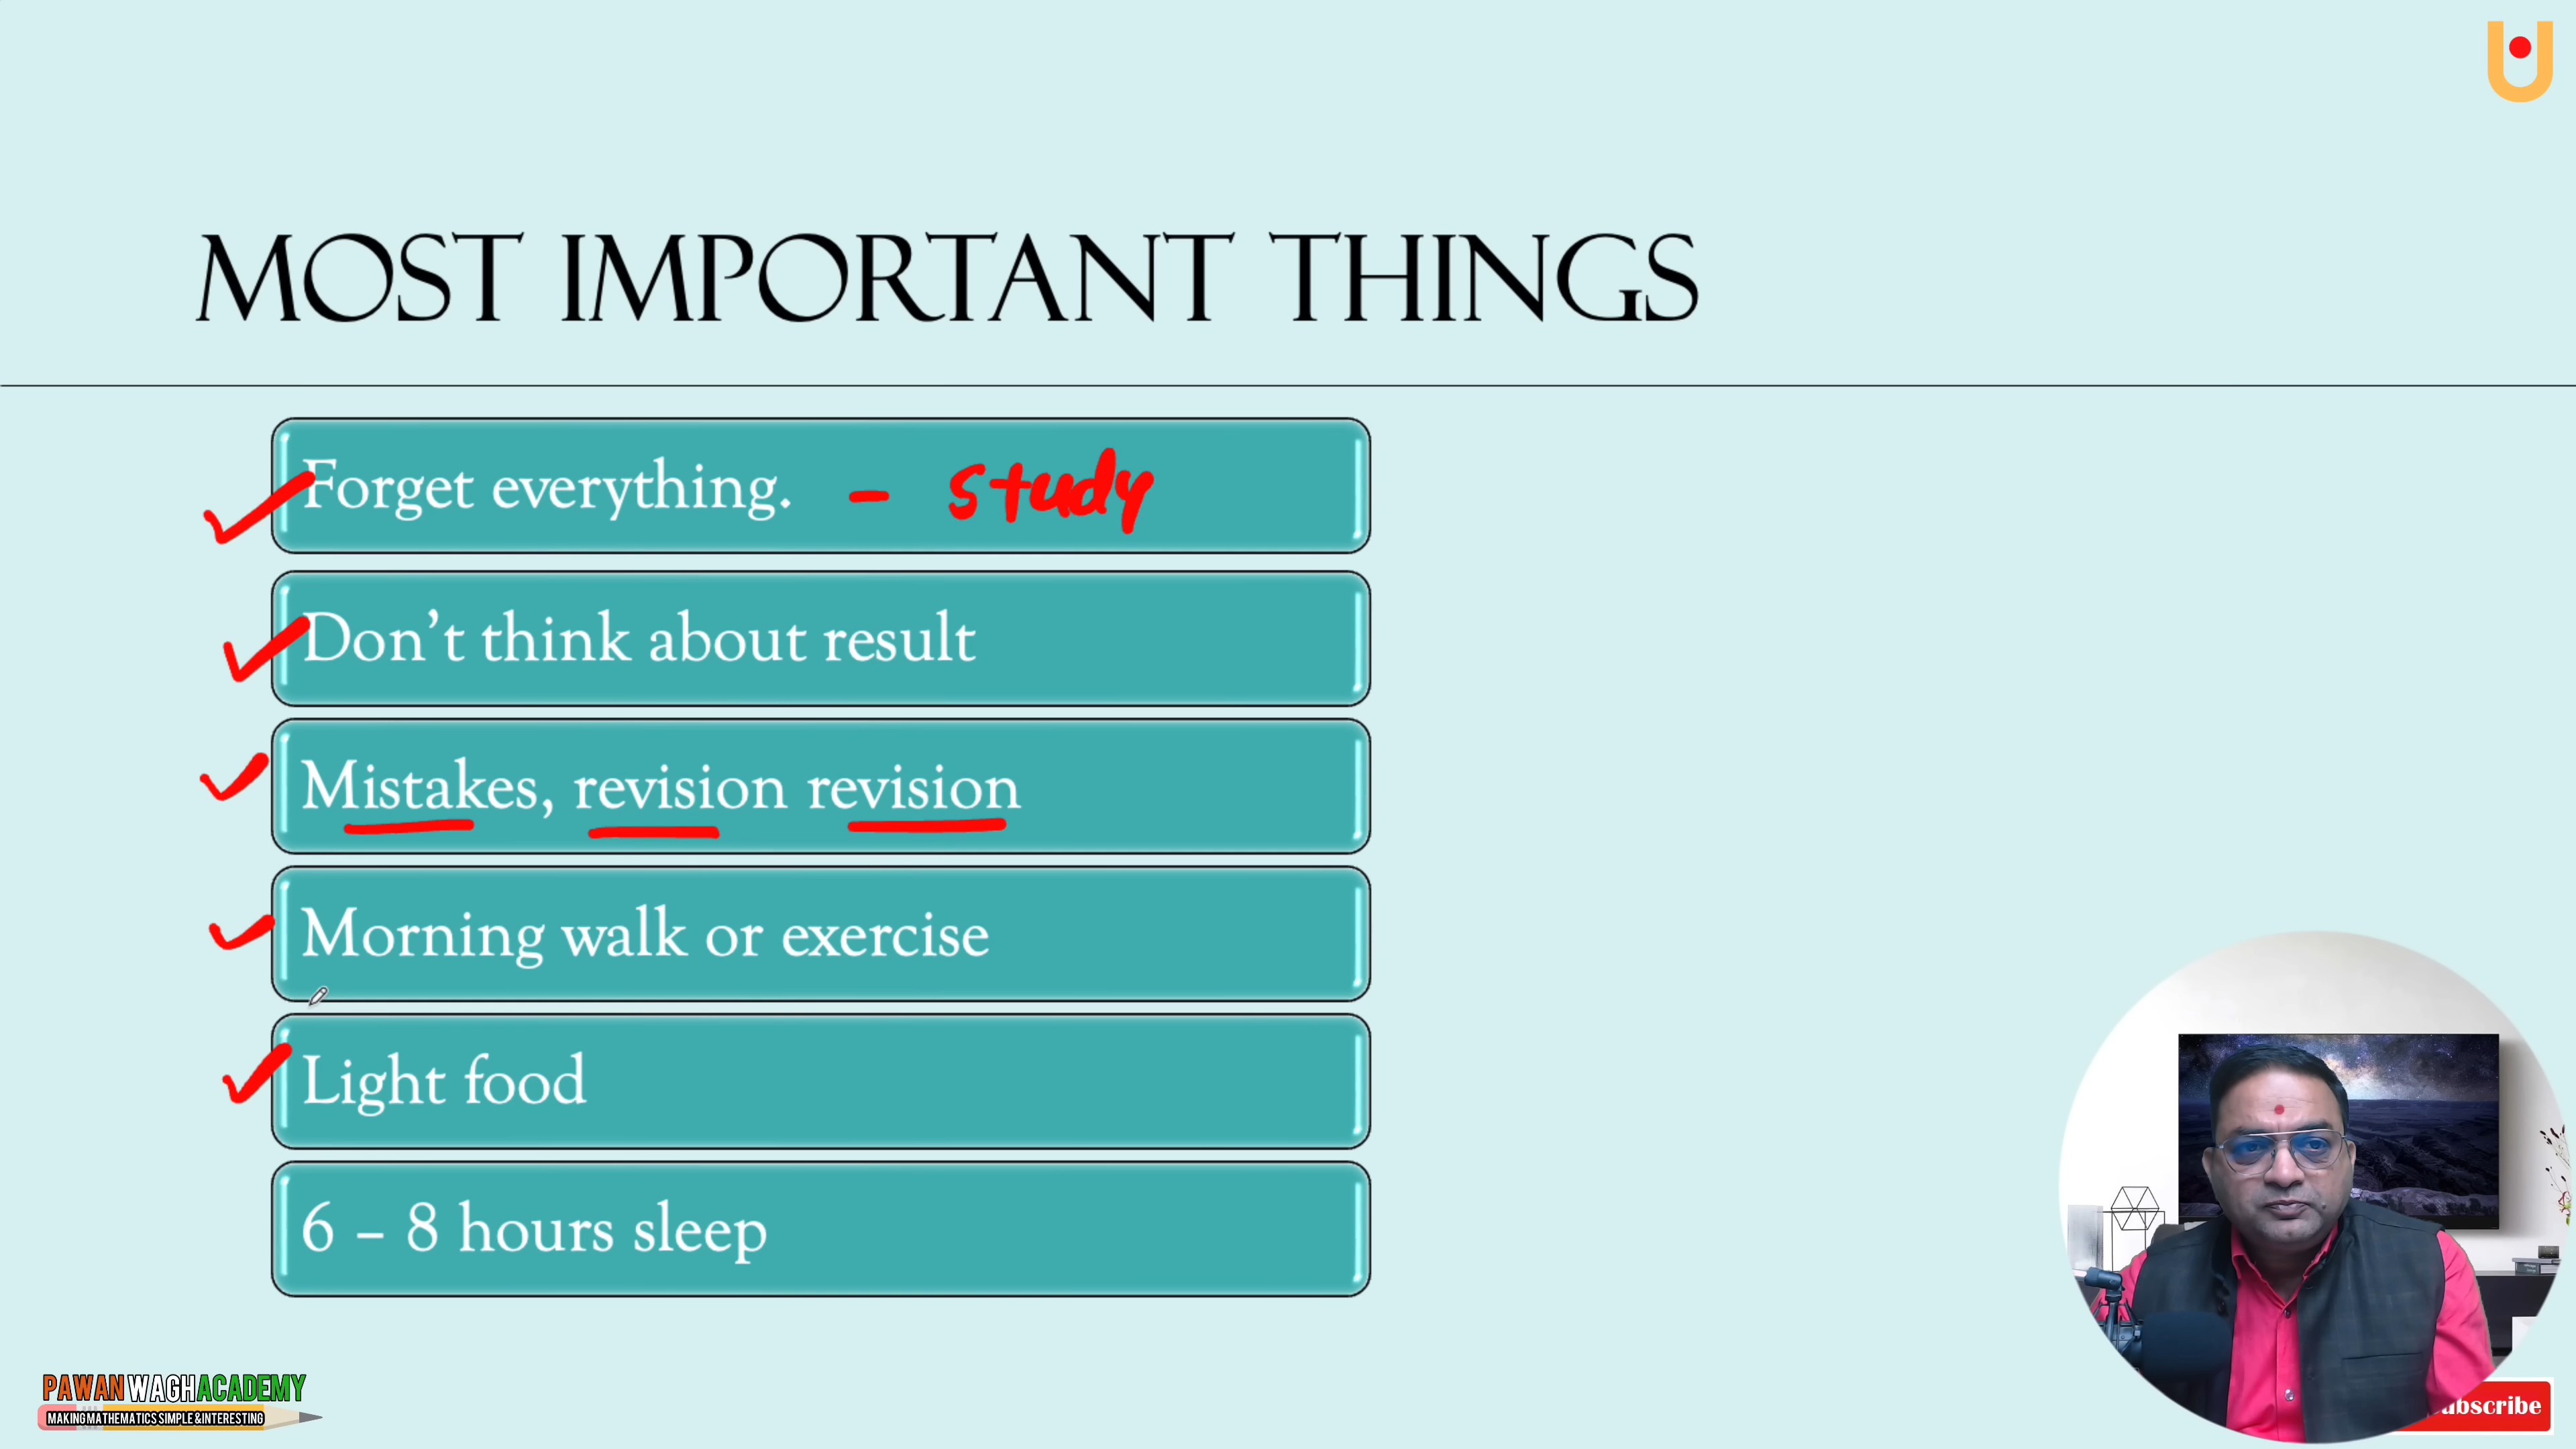 MOST IMPORTANT THINGS
Forget everything. - study
Don't think about result
Mistakes, revision revision
Morning walk or exercise
Light food
6 – 8 hours sleep
PAWAN WAGH ACADEMY
MAKING MATHEMATICS SIMPLE & INTERESTING